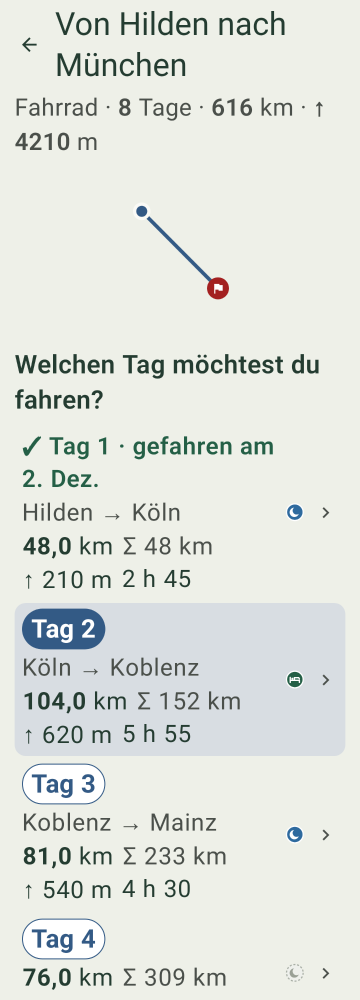 Von Hilden nach
München
Fahrrad · 8 Tage · 616 km · ↑
4210 m
Welchen Tag möchtest du
fahren?
✓ Tag 1 · gefahren am
2. Dez.
Hilden → Köln
48,0 km Σ 48 km
↑ 210 m 2 h 45
Tag 2
Köln → Koblenz
104,0 km Σ 152 km
↑ 620 m 5 h 55
Tag 3
Koblenz → Mainz
81,0 km Σ 233 km
↑ 540 m 4 h 30
Tag 4
76,0 km Σ 309 km